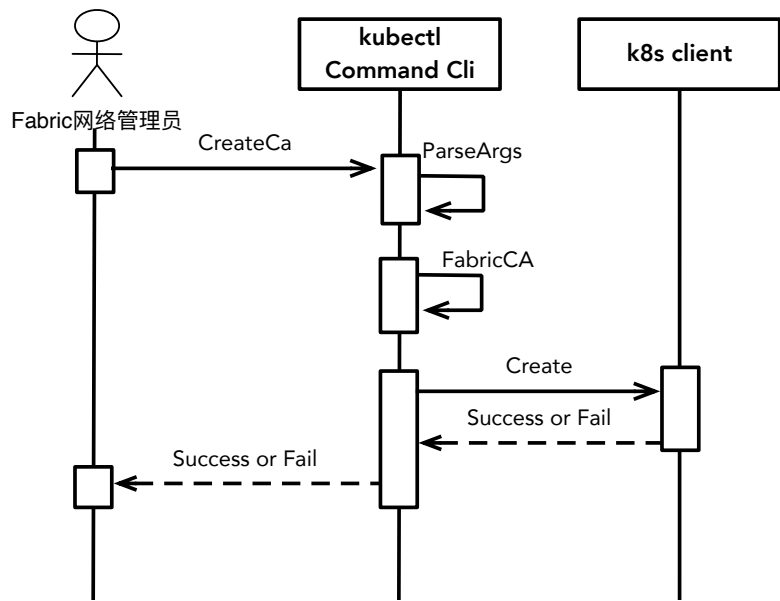 kubectl
Command Cli
k8s client
Fabric网络管理员
CreateCa
ParseArgs
FabricCA
Create
Success or Fail
Success or Fail